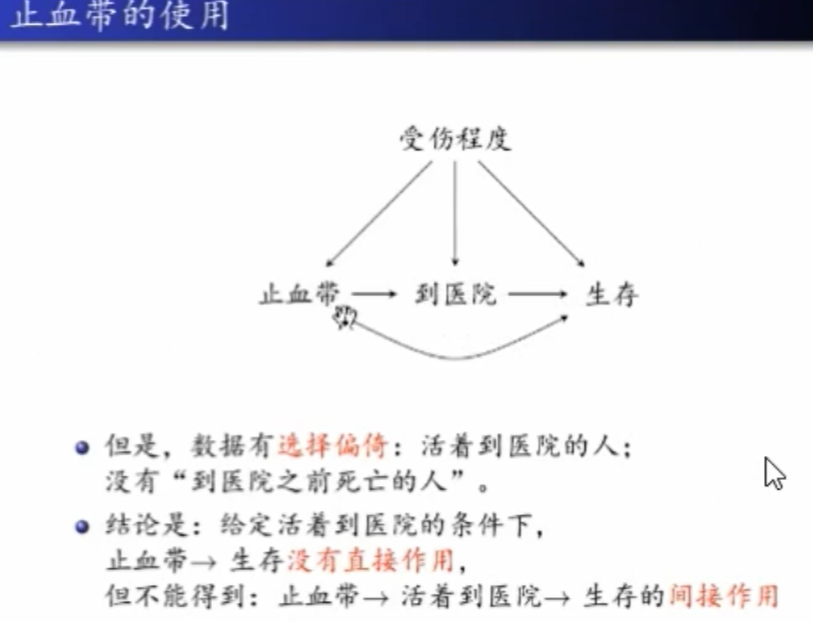 止血带的使用
受伤程度
止血带 到医院 生存
但是，数据有选择偏倚：活着到医院的人；
没有“到医院之前死亡的人”。
结论是：给定活着到医院的条件下，
止血带→ 生存没有直接作用，
但不能得到：止血带→ 活着到医院→ 生存的间接作用